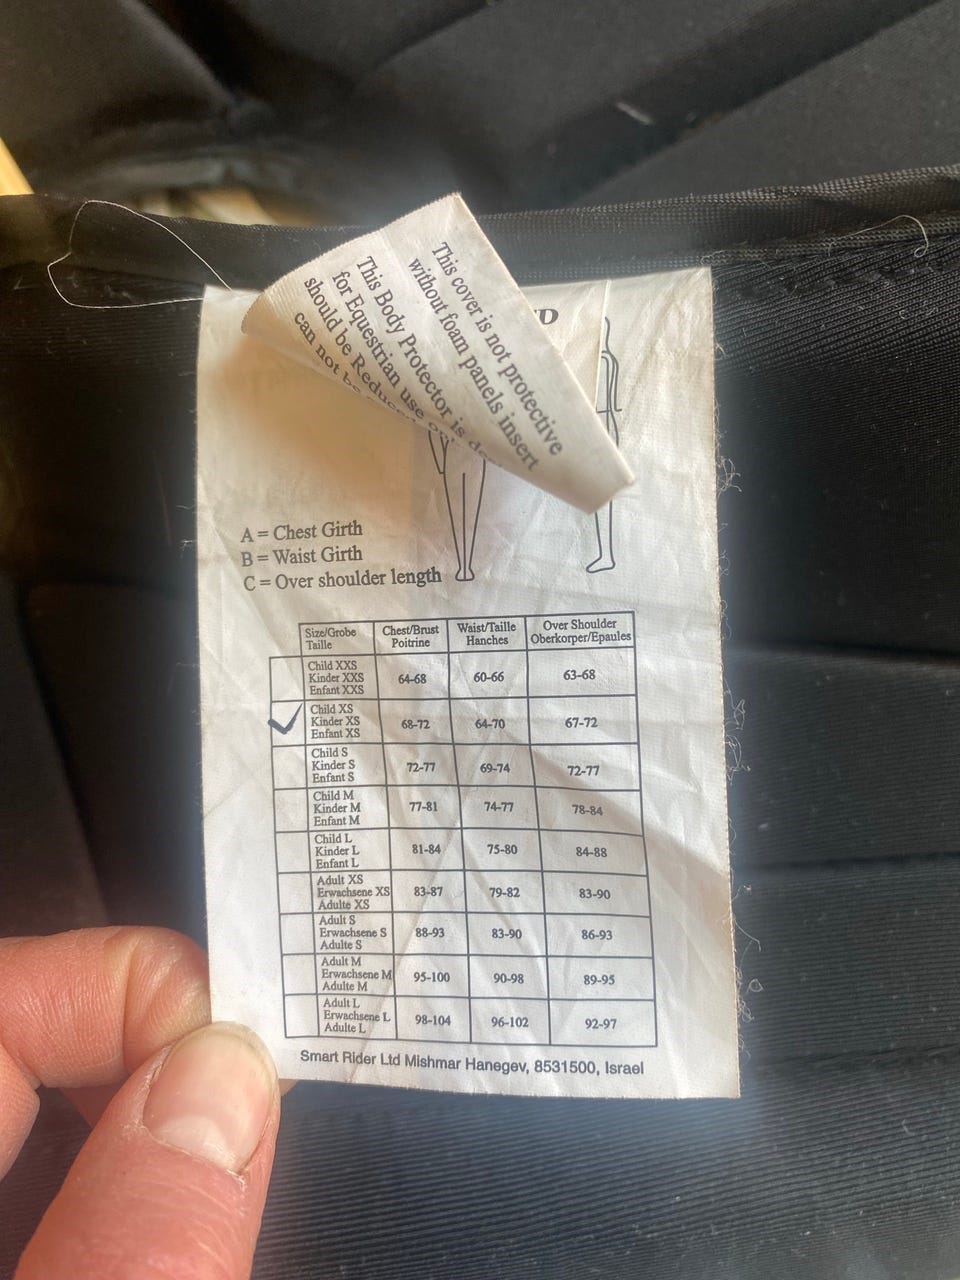 This cover is not protective
without foam panels insert
This Body Protector is
for Equestrian use
should be Reduced
can not be
A = Chest Girth
B = Waist Girth
C = Over shoulder length
Size/Grobe Taille Chest/Brust Poitrine Waist/Taille Hanches Over Shoulder Oberkorper/Epaules
Child XXS
Kinder XXS 64-68 60-66 63-68
Enfant XXS
Child XS
Kinder XS 68-72 64-70 67-72
Enfant XS
Child S
Kinder S 72-77 69-74 72-77
Enfant S
Child M
Kinder M 77-81 74-77 78-84
Enfant M
Child L
Kinder L 81-84 75-80 84-88
Enfant L
Adult XS
Erwachsene XS 83-87 79-82 83-90
Adulte XS
Adult S
Erwachsene S 88-93 83-90 86-93
Adulte S
Adult M
Erwachsene M 95-100 90-98 89-95
Adulte M
Adult L
Erwachsene L 98-104 96-102 92-97
Adulte L
Smart Rider Ltd Mishmar Hanegev, 8531500, Israel